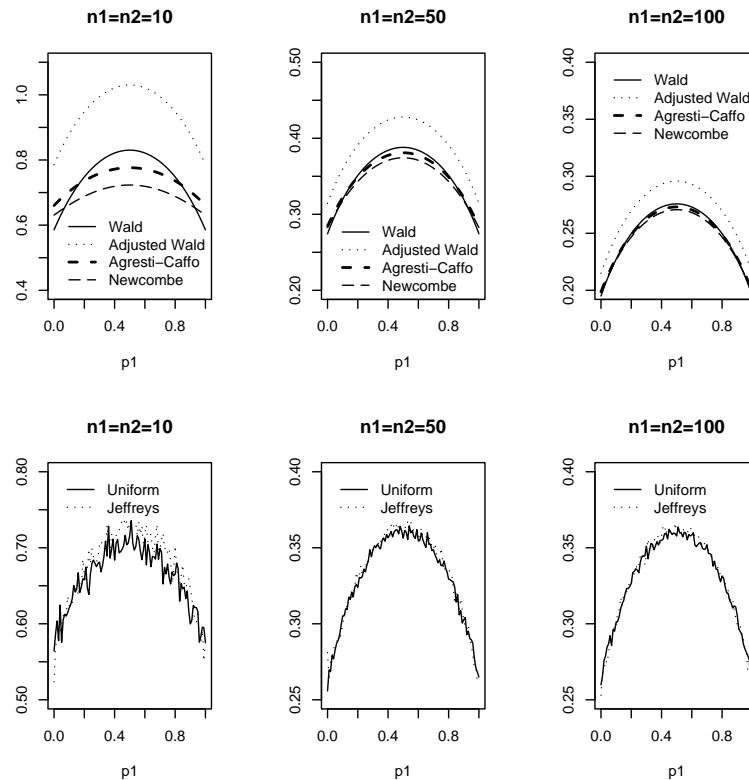 n1=n2=10
0.4 0.6 0.8 1.0
Wald
Adjusted Wald
Agresti−Caffo
Newcombe
0.0 0.4 0.8
p1
n1=n2=50
0.20 0.30 0.40 0.50
Wald
Adjusted Wald
Agresti−Caffo
Newcombe
0.0 0.4 0.8
p1
n1=n2=100
0.20 0.25 0.30 0.35 0.40
Wald
Adjusted Wald
Agresti−Caffo
Newcombe
0.0 0.4 0.8
p1
n1=n2=10
0.50 0.60 0.70 0.80
Uniform
Jeffreys
0.0 0.4 0.8
p1
n1=n2=50
0.25 0.30 0.35 0.40
Uniform
Jeffreys
0.0 0.4 0.8
p1
n1=n2=100
0.25 0.30 0.35 0.40
Uniform
Jeffreys
0.0 0.4 0.8
p1